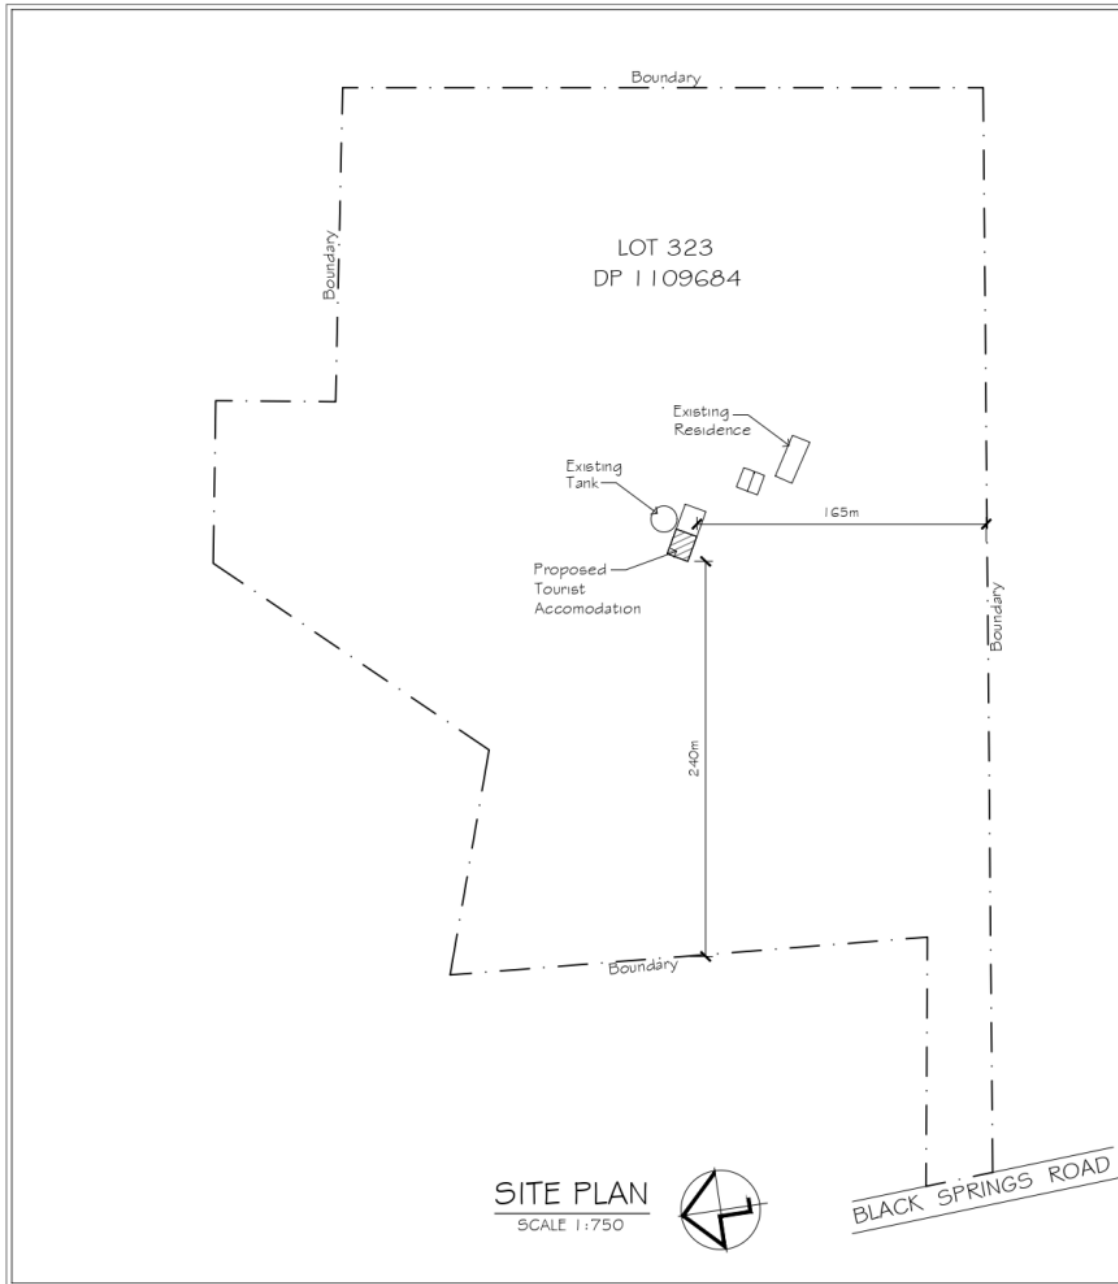 Boundary
LOT 323
DP 1109684
Boundary
Existing
Residence
Existing
Tank
165m
Proposed
Tourist
Accomodation
Boundary
240m
Boundary
SITE PLAN
SCALE 1:750
BLACK SPRINGS ROAD